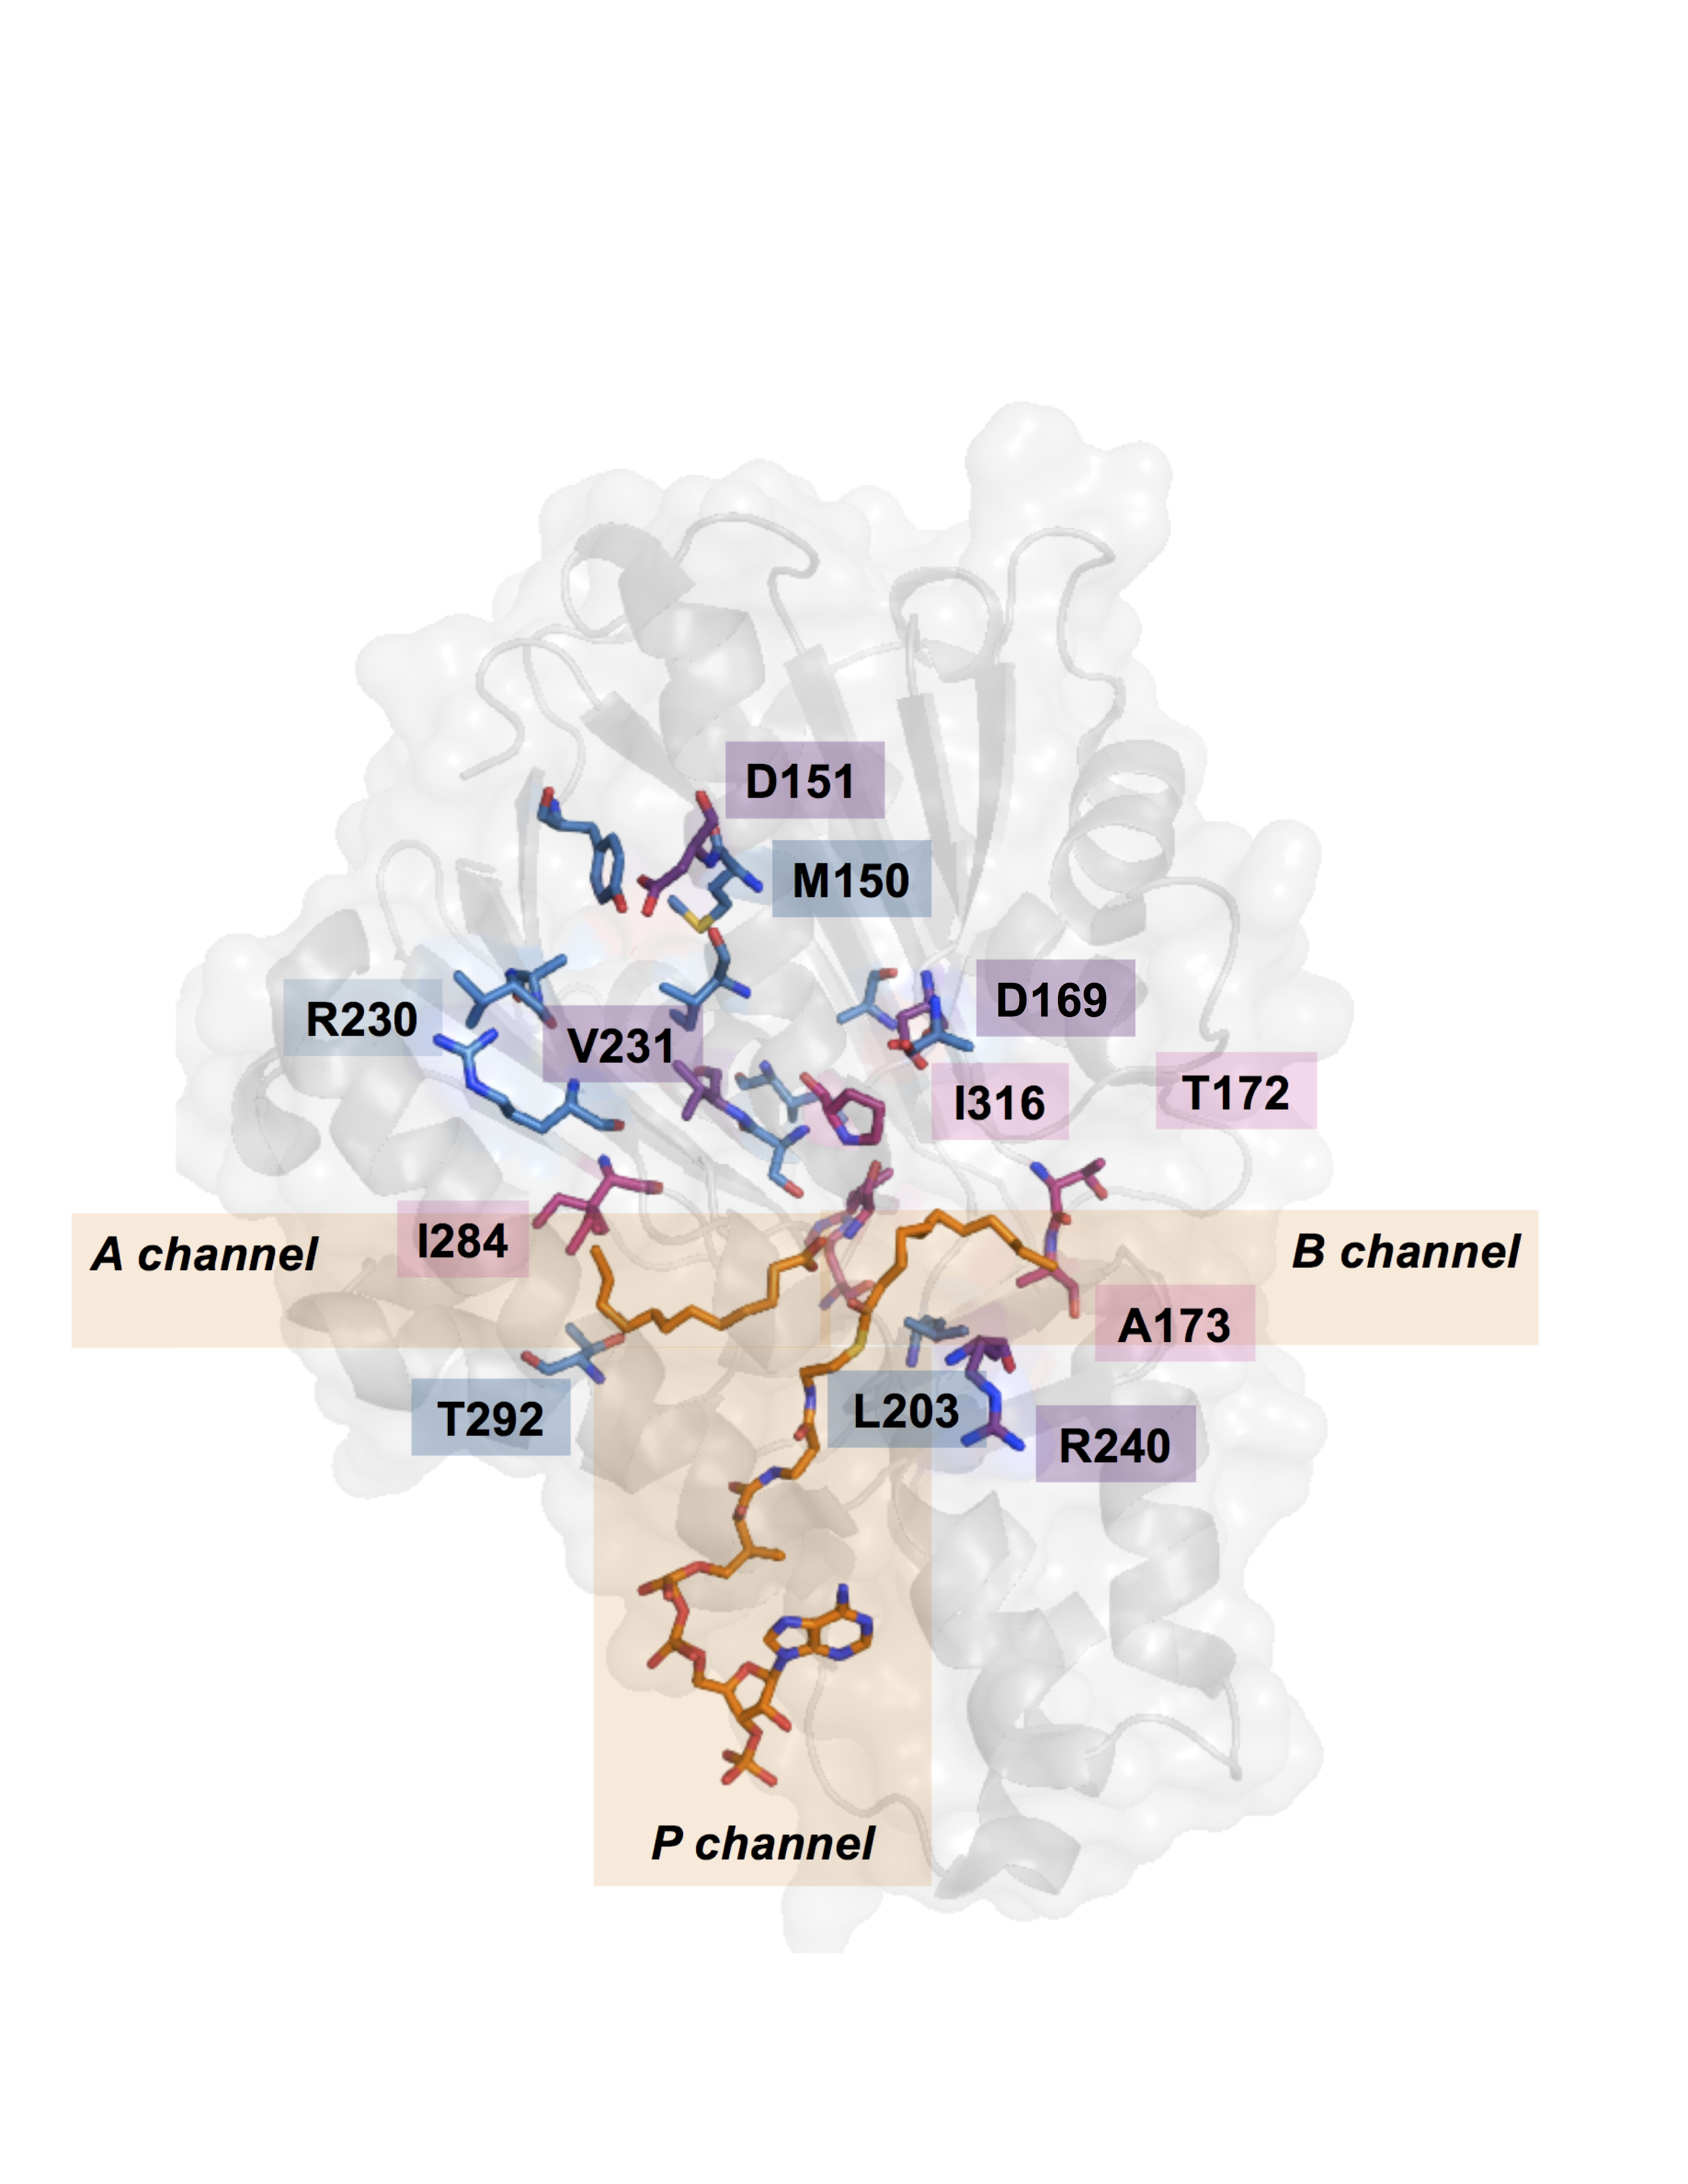 D151
M150
D169
R230
V231
T172
I316
I284
A channel
B channel
A173
L203
T292
R240
P channel